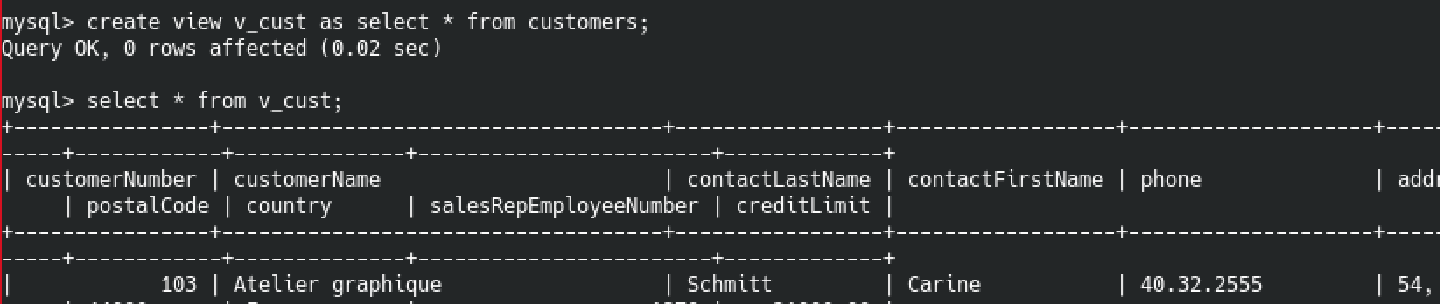 mysql> create view v_cust as select * from customers;
Query OK, 0 rows affected (0.02 sec)
mysql> select * from v_cust;
+----------------+------------------------------------+-----------------+------------------+--------------------+-----
-----+------------+---------------+------------------------+-------------+
| customerNumber | customerName | contactLastName | contactFirstName | phone | addr
| postalCode | country | salesRepEmployeeNumber | creditLimit |
+----------------+------------------------------------+-----------------+------------------+--------------------+-----
-----+------------+---------------+------------------------+-------------+
| 103 | Atelier graphique | Schmitt | Carine | 40.32.2555 | 54,